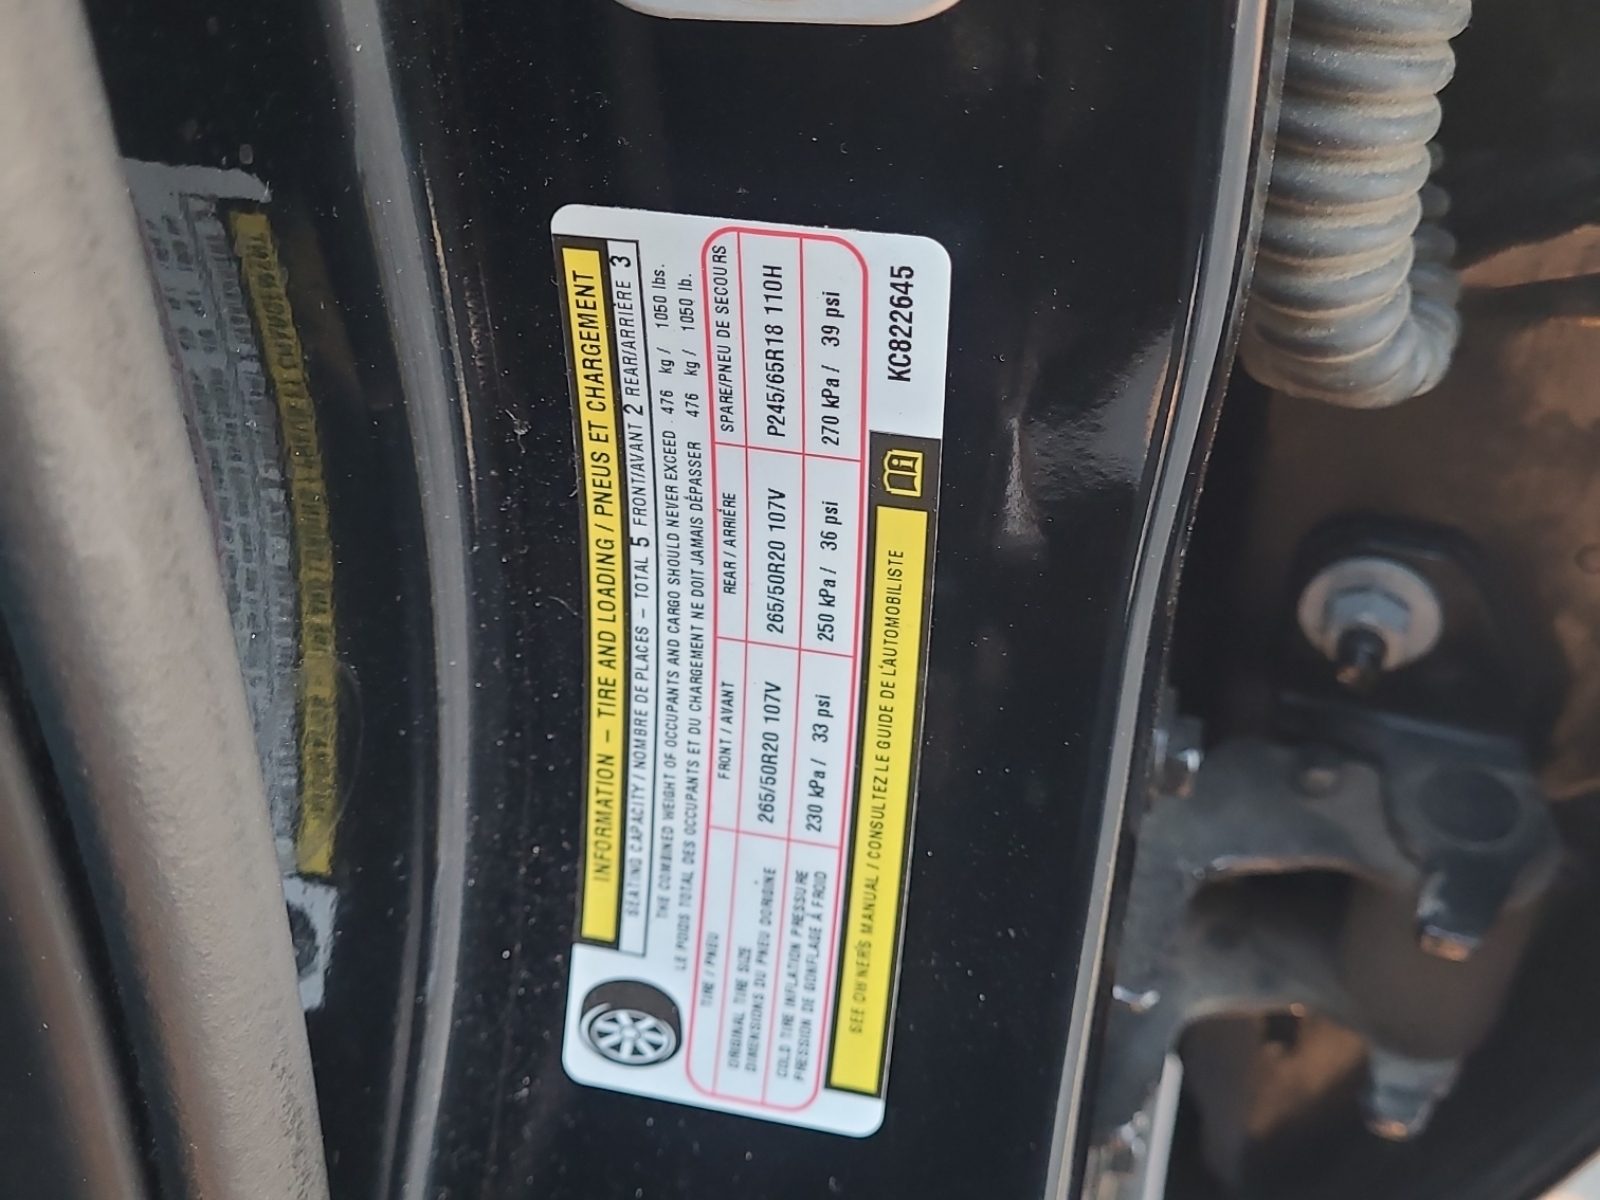 INFORMATION – TIRE AND LOADING / PNEUS ET CHARGEMENT
SEATING CAPACITY / NOMBRE DE PLACES – TOTAL 5 FRONT/AVANT 2 REAR/ARRIÈRE 3
THE COMBINED WEIGHT OF OCCUPANTS AND CARGO SHOULD NEVER EXCEED 476 kg / 1050 lbs.
LE POIDS TOTAL DES OCCUPANTS ET DU CHARGEMENT NE DOIT JAMAIS DÉPASSER 476 kg / 1050 lb.
TIRE / PNEU FRONT / AVANT REAR / ARRIÉRE SPARE/PNEU DE SECOURS
ORIGINAL TIRE SIZE
DIMENSIONS DU PNEU DORIGINE
265/50R20 107V 265/50R20 107V P245/65R18 110H
COLD TIRE INFLATION PRESSURE
PRESSION DE GONFLAGE À FROID
230 kPa / 33 psi 250 kPa / 36 psi 270 kPa / 39 psi
SEE OWNER'S MANUAL / CONSULTEZ LE GUIDE DE L'AUTOMOBILISTE
KC822645